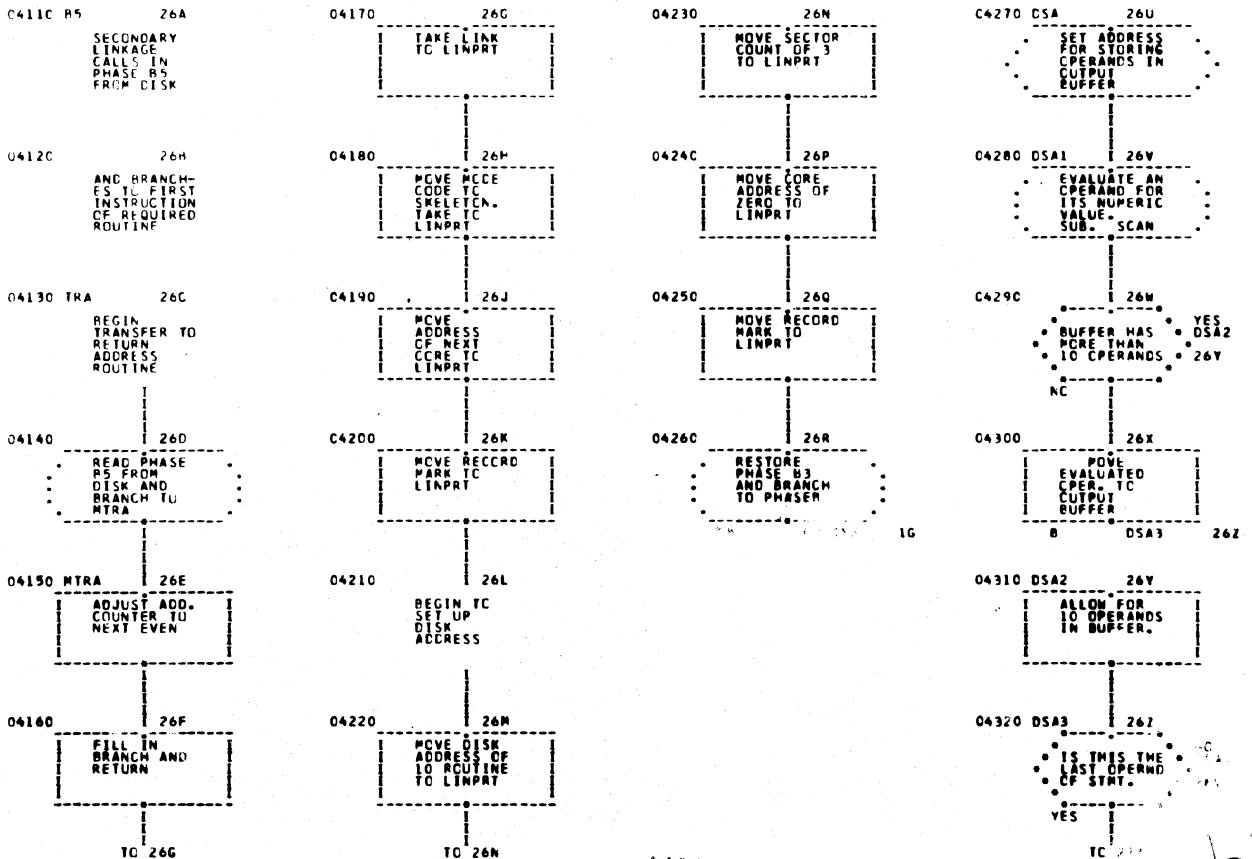 04110 B5 26A
SECONDARY
LINKAGE
CALLS IN
PHASE B5
FROM DISK
04120 26B
AND BRANCH-
ES TO FIRST
INSTRUCTION
OF REQUIRED
ROUTINE
04130 TRA 26C
BEGIN
TRANSFER TO
RETURN
ADDRESS
ROUTINE
04140 26D
READ PHASE
B5 FROM
DISK AND
BRANCH TO
MTRA
04150 MTRA 26E
ADJUST ADD.
COUNTER TO
NEXT EVEN
04160 26F
FILL IN
BRANCH AND
RETURN
TO 26G
04170 26G
TAKE LINK
TO LINPRT
04180 26H
MOVE MODE
CODE TO
SKELETON.
TAKE TO
LINPRT
04190 26J
MOVE
ADDRESS
OF NEXT
CORE TO
LINPRT
04200 26K
MOVE RECORD
MARK TO
LINPRT
04210 26L
BEGIN TO
SET UP
DISK
ADDRESS
04220 26M
MOVE DISK
ADDRESS OF
IO ROUTINE
TO LINPRT
TO 26N
04230 26N
MOVE SECTOR
COUNT OF 3
TO LINPRT
04240 26P
MOVE CORE
ADDRESS OF
ZERO TO
LINPRT
04250 26Q
MOVE RECORD
MARK TO
LINPRT
04260 26R
RESTORE
PHASE B3
AND BRANCH
TO PHASER
1G
04270 DSA 26U
SET ADDRESS
FOR STORING
OPERANDS IN
OUTPUT
BUFFER
04280 DSA1 26V
EVALUATE AN
OPERAND FOR
ITS NUMERIC
VALUE.
SUB. SCAN
04290 26W
BUFFER HAS
MORE THAN
10 OPERANDS
YES
DSA2
26Y
NO
04300 26X
MOVE
EVALUATED
OPER. TO
OUTPUT
BUFFER
B DSA3 26Z
04310 DSA2 26Y
ALLOW FOR
10 OPERANDS
IN BUFFER.
04320 DSA3 26Z
IS THIS THE
LAST OPERND
OF STMT.
YES
TO